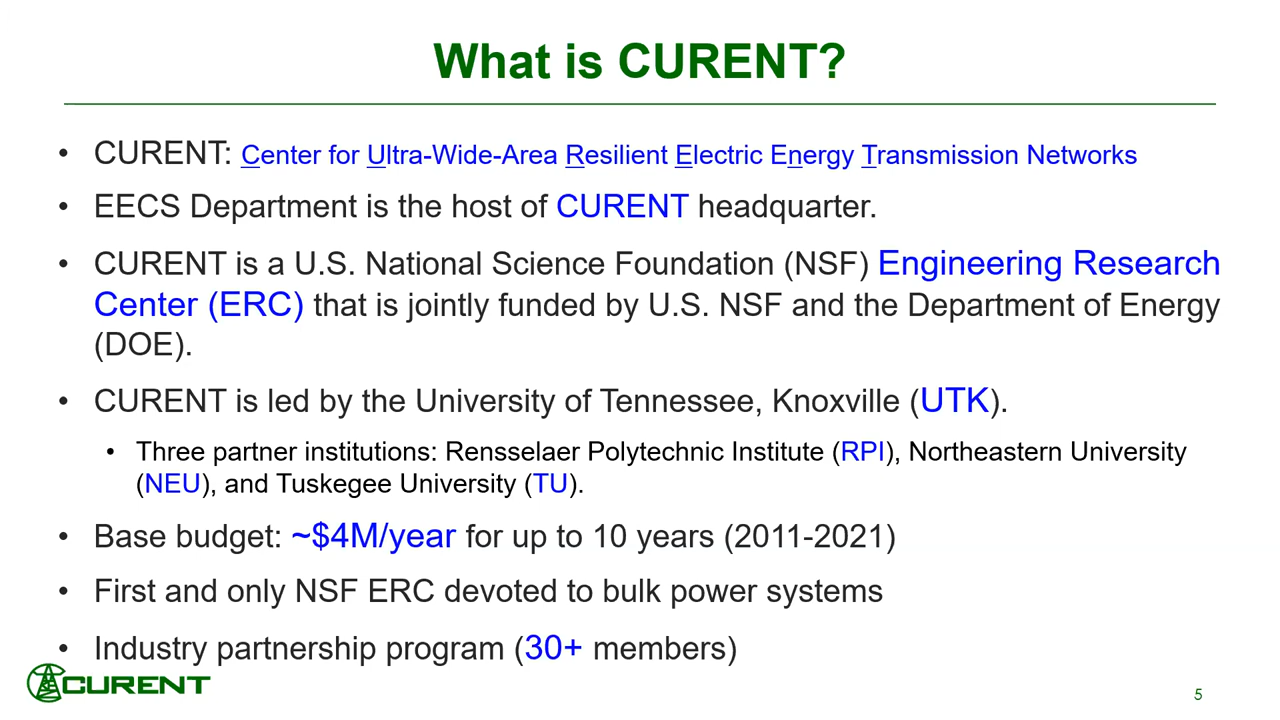 What is CURENT?
• CURENT: Center for Ultra-Wide-Area Resilient Electric Energy Transmission Networks
• EECS Department is the host of CURENT headquarter.
• CURENT is a U.S. National Science Foundation (NSF) Engineering Research
Center (ERC) that is jointly funded by U.S. NSF and the Department of Energy
(DOE).
• CURENT is led by the University of Tennessee, Knoxville (UTK).
• Three partner institutions: Rensselaer Polytechnic Institute (RPI), Northeastern University
(NEU), and Tuskegee University (TU).
• Base budget: ~$4M/year for up to 10 years (2011-2021)
• First and only NSF ERC devoted to bulk power systems
• Industry partnership program (30+ members)
CURENT
5